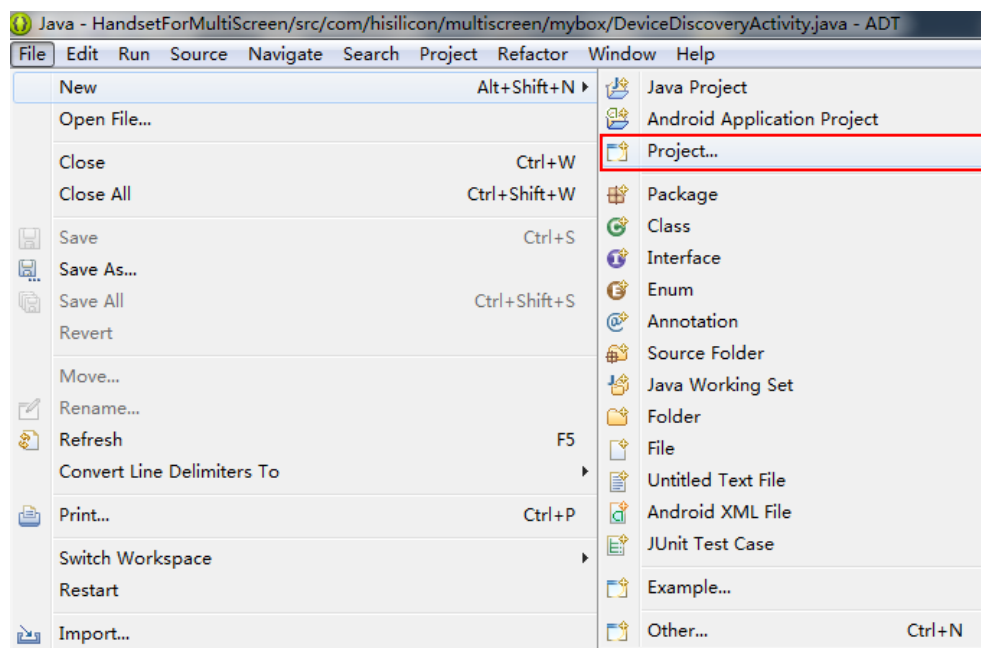 Java - HandsetForMultiScreen/src/com/hisilicon/multiscreen/mybox/DeviceDiscoveryActivity.java - ADT
File Edit Run Source Navigate Search Project Refactor Window Help
New Alt+Shift+N
Open File...
Close Ctrl+W
Close All Ctrl+Shift+W
Save Ctrl+S
Save As...
Save All Ctrl+Shift+S
Revert
Move...
Rename...
Refresh F5
Convert Line Delimiters To
Print... Ctrl+P
Switch Workspace
Restart
Import...
Java Project
Android Application Project
Project...
Package
Class
Interface
Enum
Annotation
Source Folder
Java Working Set
Folder
File
Untitled Text File
Android XML File
JUnit Test Case
Example...
Other... Ctrl+N